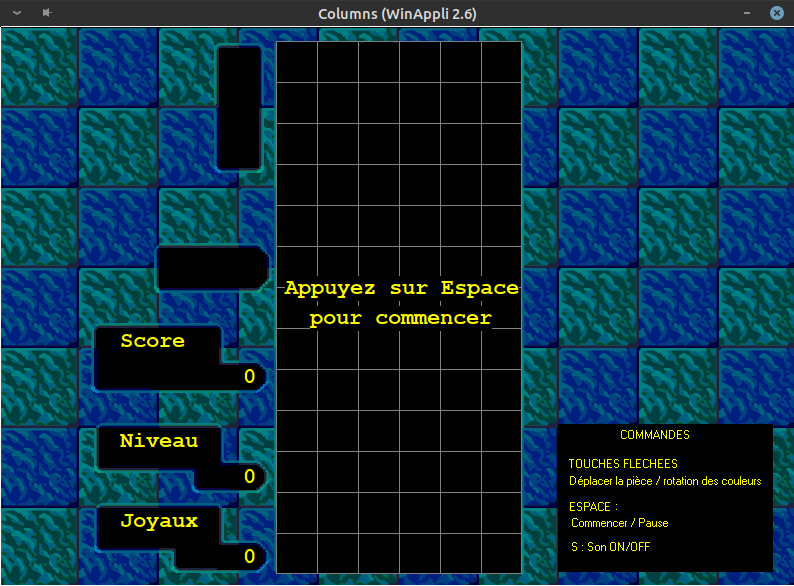 Columns (WinAppli 2.6)
Appuyez sur Espace
pour commencer
Score
0
Niveau
0
Joyaux
0
COMMANDES
TOUCHES FLECHEES
Déplacer la pièce / rotation des couleurs
ESPACE :
Commencer / Pause
S : Son ON/OFF